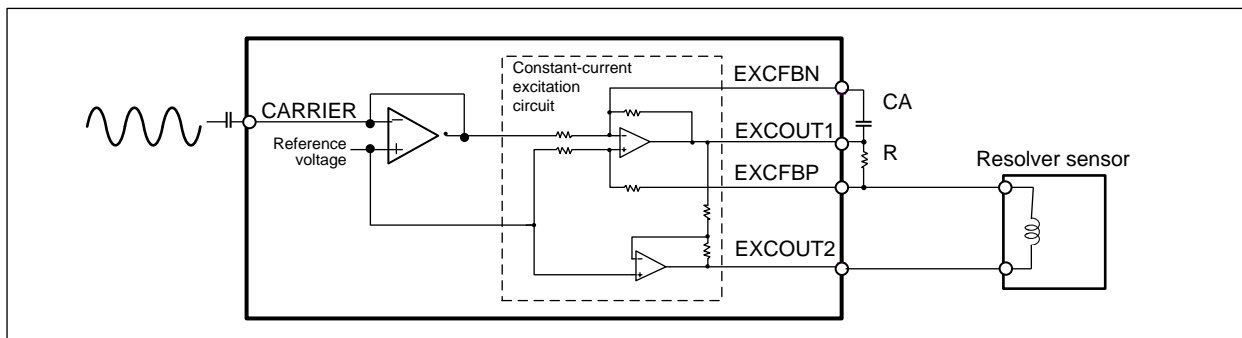 Constant-current
excitation
circuit
EXCFBN
CA
CARRIER
EXCOUT1
Reference
voltage
R
Resolver sensor
EXCFBP
EXCOUT2